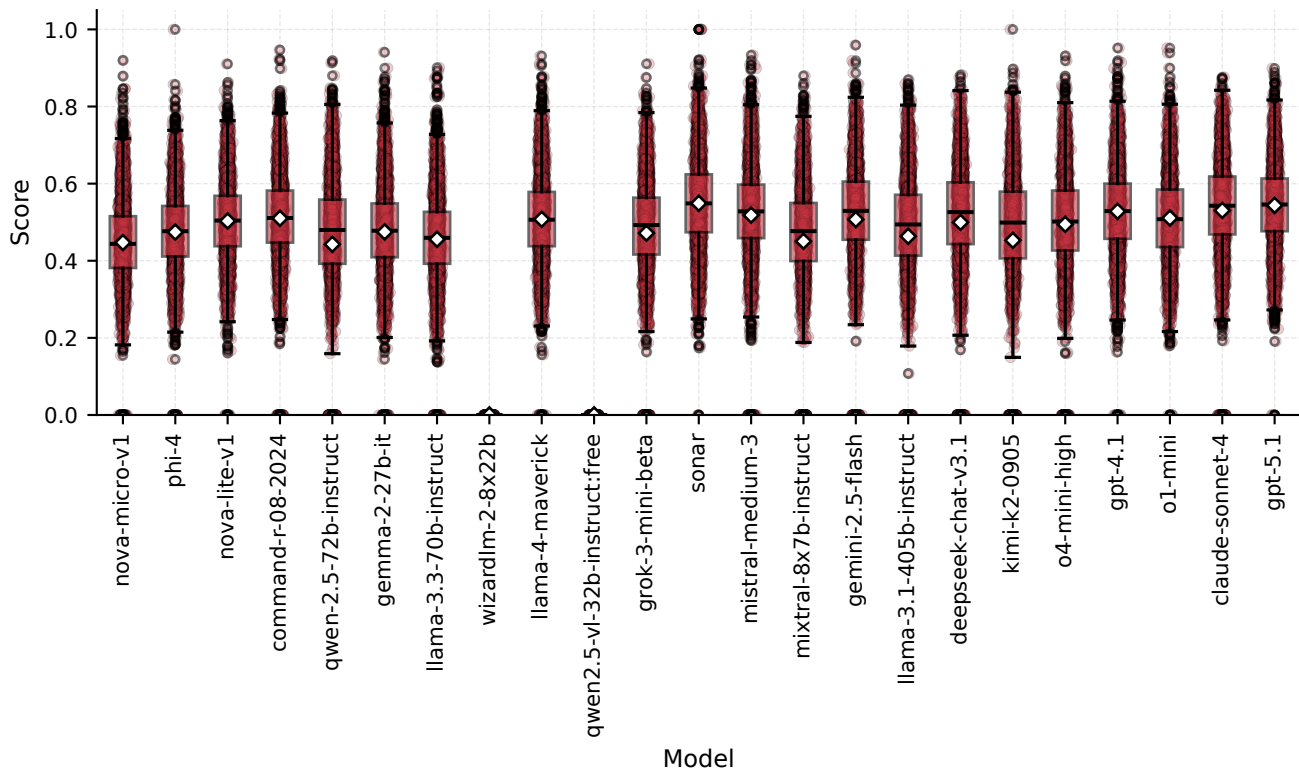 1.0
0.8
0.6
0.4
0.2
0.0
Score
nova-micro-v1
phi-4
nova-lite-v1
command-r-08-2024
qwen-2.5-72b-instruct
gemma-2-27b-it
llama-3.3-70b-instruct
wizardlm-2-8x22b
llama-4-maverick
qwen2.5-vl-32b-instruct:free
grok-3-mini-beta
sonar
mistral-medium-3
mixtral-8x7b-instruct
gemini-2.5-flash
llama-3.1-405b-instruct
deepseek-chat-v3.1
kimi-k2-0905
o4-mini-high
gpt-4.1
o1-mini
claude-sonnet-4
gpt-5.1
Model